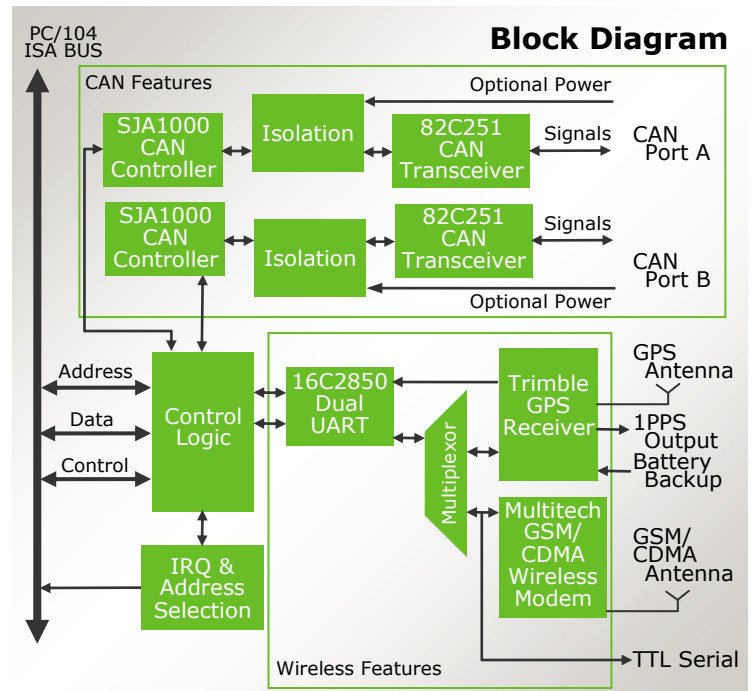 PC/104
ISA BUS
Block Diagram
CAN Features
Optional Power
SJA1000
CAN
Controller
Isolation
82C251
CAN
Transceiver
Signals
CAN
Port A
SJA1000
CAN
Controller
Isolation
82C251
CAN
Transceiver
Signals
CAN
Port B
Optional Power
Address
Data
Control
Control
Logic
16C2850
Dual
UART
Multiplexor
Trimble
GPS
Receiver
GPS
Antenna
1PPS
Output
Battery
Backup
Multitech
GSM/
CDMA
Wireless
Modem
GSM/
CDMA
Antenna
IRQ &
Address
Selection
TTL Serial
Wireless Features